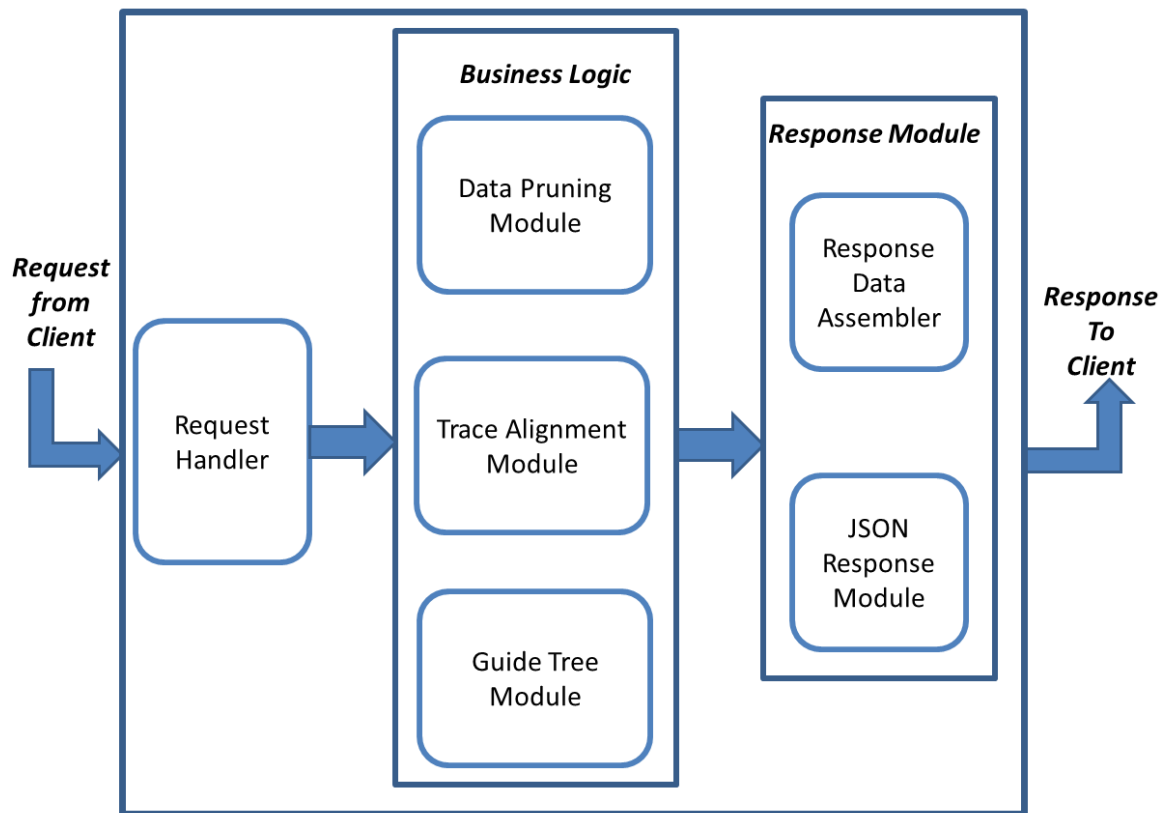 Request
from
Client
Request
Handler
Business Logic
Data Pruning
Module
Trace Alignment
Module
Guide Tree
Module
Response Module
Response
Data
Assembler
JSON
Response
Module
Response
To
Client